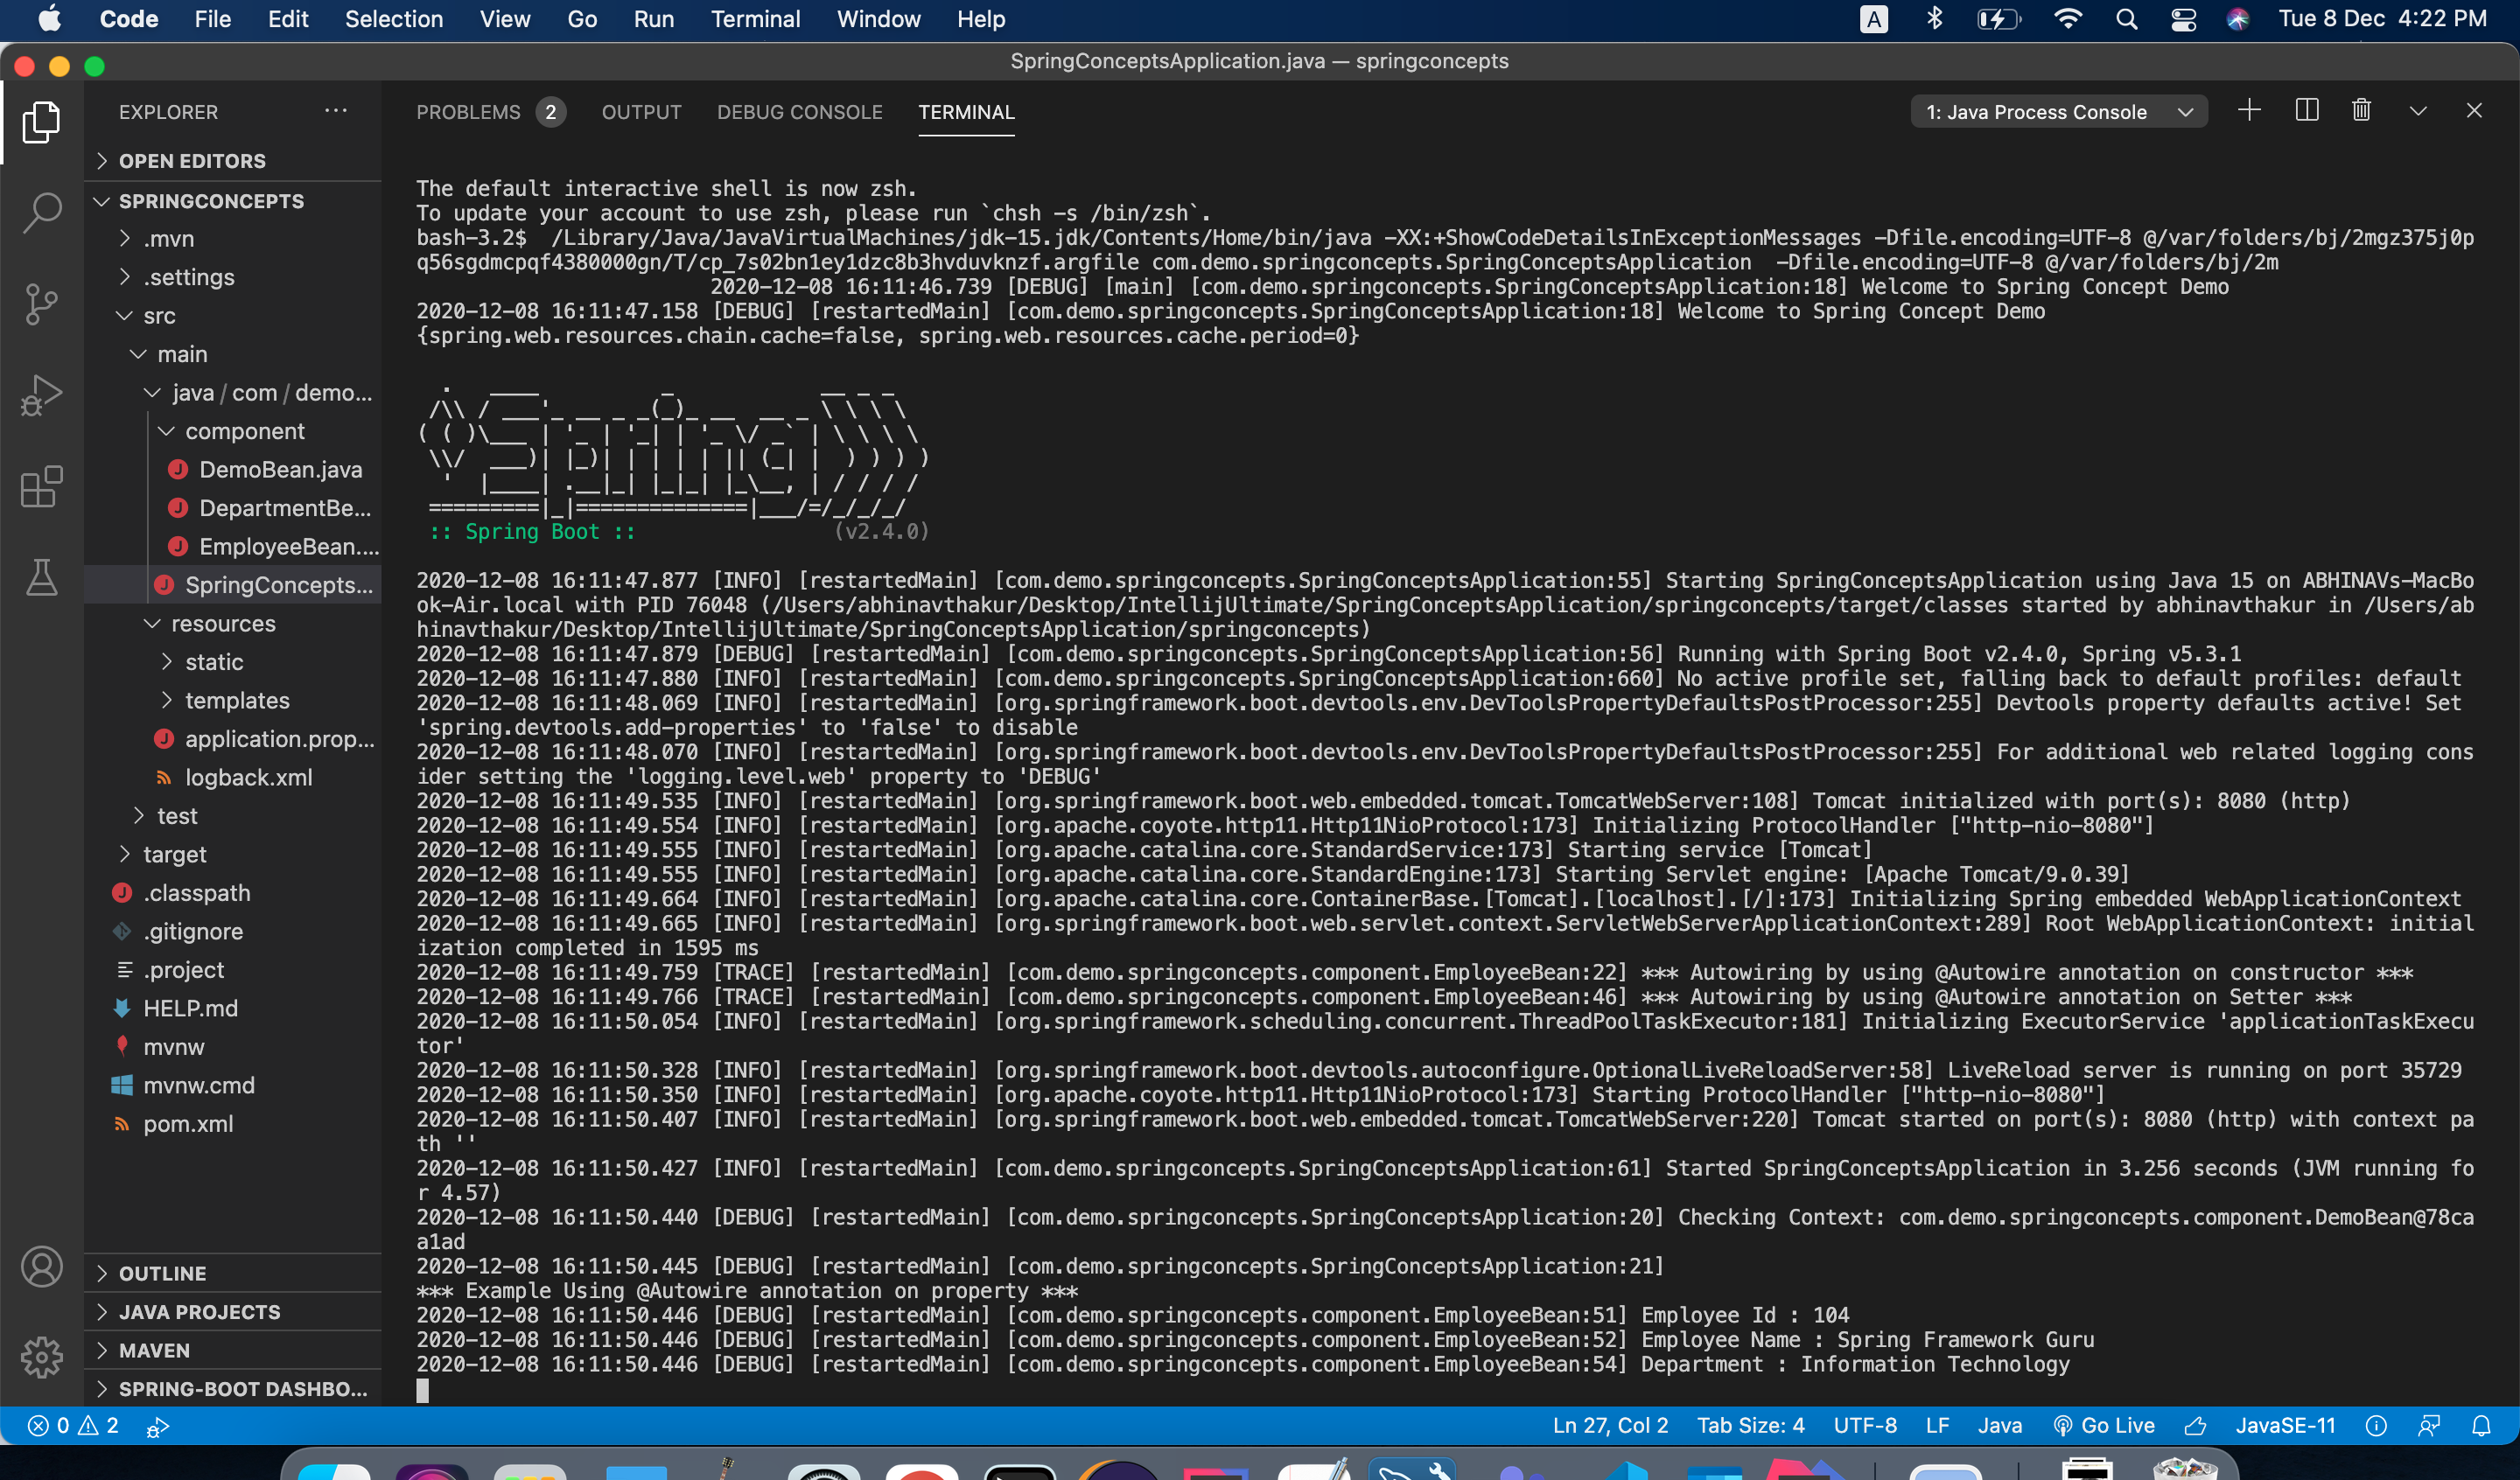 Code File Edit Selection View Go Run Terminal Window Help A Tue 8 Dec 4:22 PM
SpringConceptsApplication.java — springconcepts
EXPLORER ···
OPEN EDITORS
SPRINGCONCEPTS
.mvn
.settings
src
main
java / com / demo...
component
DemoBean.java
DepartmentBe...
EmployeeBean....
SpringConcepts...
resources
static
templates
application.prop...
logback.xml
test
target
.classpath
.gitignore
.project
HELP.md
mvnw
mvnw.cmd
pom.xml
OUTLINE
JAVA PROJECTS
MAVEN
SPRING-BOOT DASHBO...
PROBLEMS 2 OUTPUT DEBUG CONSOLE TERMINAL 1: Java Process Console
The default interactive shell is now zsh.
To update your account to use zsh, please run `chsh -s /bin/zsh`.
bash-3.2$  /Library/Java/JavaVirtualMachines/jdk-15.jdk/Contents/Home/bin/java -XX:+ShowCodeDetailsInExceptionMessages -Dfile.encoding=UTF-8 @/var/folders/bj/2mgz375j0p
q56sgdmcpqf4380000gn/T/cp_7s02bn1ey1dzc8b3hvduvknzf.argfile com.demo.springconcepts.SpringConceptsApplication  -Dfile.encoding=UTF-8 @/var/folders/bj/2m
2020-12-08 16:11:46.739 [DEBUG] [main] [com.demo.springconcepts.SpringConceptsApplication:18] Welcome to Spring Concept Demo
2020-12-08 16:11:47.158 [DEBUG] [restartedMain] [com.demo.springconcepts.SpringConceptsApplication:18] Welcome to Spring Concept Demo
{spring.web.resources.chain.cache=false, spring.web.resources.cache.period=0}
Spring
:: Spring Boot :: (v2.4.0)
2020-12-08 16:11:47.877 [INFO] [restartedMain] [com.demo.springconcepts.SpringConceptsApplication:55] Starting SpringConceptsApplication using Java 15 on ABHINAVs-MacBo
ok-Air.local with PID 76048 (/Users/abhinavthakur/Desktop/IntellijUltimate/SpringConceptsApplication/springconcepts/target/classes started by abhinavthakur in /Users/ab
hinavthakur/Desktop/IntellijUltimate/SpringConceptsApplication/springconcepts)
2020-12-08 16:11:47.879 [DEBUG] [restartedMain] [com.demo.springconcepts.SpringConceptsApplication:56] Running with Spring Boot v2.4.0, Spring v5.3.1
2020-12-08 16:11:47.880 [INFO] [restartedMain] [com.demo.springconcepts.SpringConceptsApplication:660] No active profile set, falling back to default profiles: default
2020-12-08 16:11:48.069 [INFO] [restartedMain] [org.springframework.boot.devtools.env.DevToolsPropertyDefaultsPostProcessor:255] Devtools property defaults active! Set
'spring.devtools.add-properties' to 'false' to disable
2020-12-08 16:11:48.070 [INFO] [restartedMain] [org.springframework.boot.devtools.env.DevToolsPropertyDefaultsPostProcessor:255] For additional web related logging cons
ider setting the 'logging.level.web' property to 'DEBUG'
2020-12-08 16:11:49.535 [INFO] [restartedMain] [org.springframework.boot.web.embedded.tomcat.TomcatWebServer:108] Tomcat initialized with port(s): 8080 (http)
2020-12-08 16:11:49.554 [INFO] [restartedMain] [org.apache.coyote.http11.Http11NioProtocol:173] Initializing ProtocolHandler ["http-nio-8080"]
2020-12-08 16:11:49.555 [INFO] [restartedMain] [org.apache.catalina.core.StandardService:173] Starting service [Tomcat]
2020-12-08 16:11:49.555 [INFO] [restartedMain] [org.apache.catalina.core.StandardEngine:173] Starting Servlet engine: [Apache Tomcat/9.0.39]
2020-12-08 16:11:49.664 [INFO] [restartedMain] [org.apache.catalina.core.ContainerBase.[Tomcat].[localhost].[/]:173] Initializing Spring embedded WebApplicationContext
2020-12-08 16:11:49.665 [INFO] [restartedMain] [org.springframework.boot.web.servlet.context.ServletWebServerApplicationContext:289] Root WebApplicationContext: initial
ization completed in 1595 ms
2020-12-08 16:11:49.759 [TRACE] [restartedMain] [com.demo.springconcepts.component.EmployeeBean:22] *** Autowiring by using @Autowire annotation on constructor ***
2020-12-08 16:11:49.766 [TRACE] [restartedMain] [com.demo.springconcepts.component.EmployeeBean:46] *** Autowiring by using @Autowire annotation on Setter ***
2020-12-08 16:11:50.054 [INFO] [restartedMain] [org.springframework.scheduling.concurrent.ThreadPoolTaskExecutor:181] Initializing ExecutorService 'applicationTaskExecu
tor'
2020-12-08 16:11:50.328 [INFO] [restartedMain] [org.springframework.boot.devtools.autoconfigure.OptionalLiveReloadServer:58] LiveReload server is running on port 35729
2020-12-08 16:11:50.350 [INFO] [restartedMain] [org.apache.coyote.http11.Http11NioProtocol:173] Starting ProtocolHandler ["http-nio-8080"]
2020-12-08 16:11:50.407 [INFO] [restartedMain] [org.springframework.boot.web.embedded.tomcat.TomcatWebServer:220] Tomcat started on port(s): 8080 (http) with context pa
th ''
2020-12-08 16:11:50.427 [INFO] [restartedMain] [com.demo.springconcepts.SpringConceptsApplication:61] Started SpringConceptsApplication in 3.256 seconds (JVM running fo
r 4.57)
2020-12-08 16:11:50.440 [DEBUG] [restartedMain] [com.demo.springconcepts.SpringConceptsApplication:20] Checking Context: com.demo.springconcepts.component.DemoBean@78ca
a1ad
2020-12-08 16:11:50.445 [DEBUG] [restartedMain] [com.demo.springconcepts.SpringConceptsApplication:21]
*** Example Using @Autowire annotation on property ***
2020-12-08 16:11:50.446 [DEBUG] [restartedMain] [com.demo.springconcepts.component.EmployeeBean:51] Employee Id : 104
2020-12-08 16:11:50.446 [DEBUG] [restartedMain] [com.demo.springconcepts.component.EmployeeBean:52] Employee Name : Spring Framework Guru
2020-12-08 16:11:50.446 [DEBUG] [restartedMain] [com.demo.springconcepts.component.EmployeeBean:54] Department : Information Technology
0 2 Ln 27, Col 2 Tab Size: 4 UTF-8 LF Java Go Live JavaSE-11